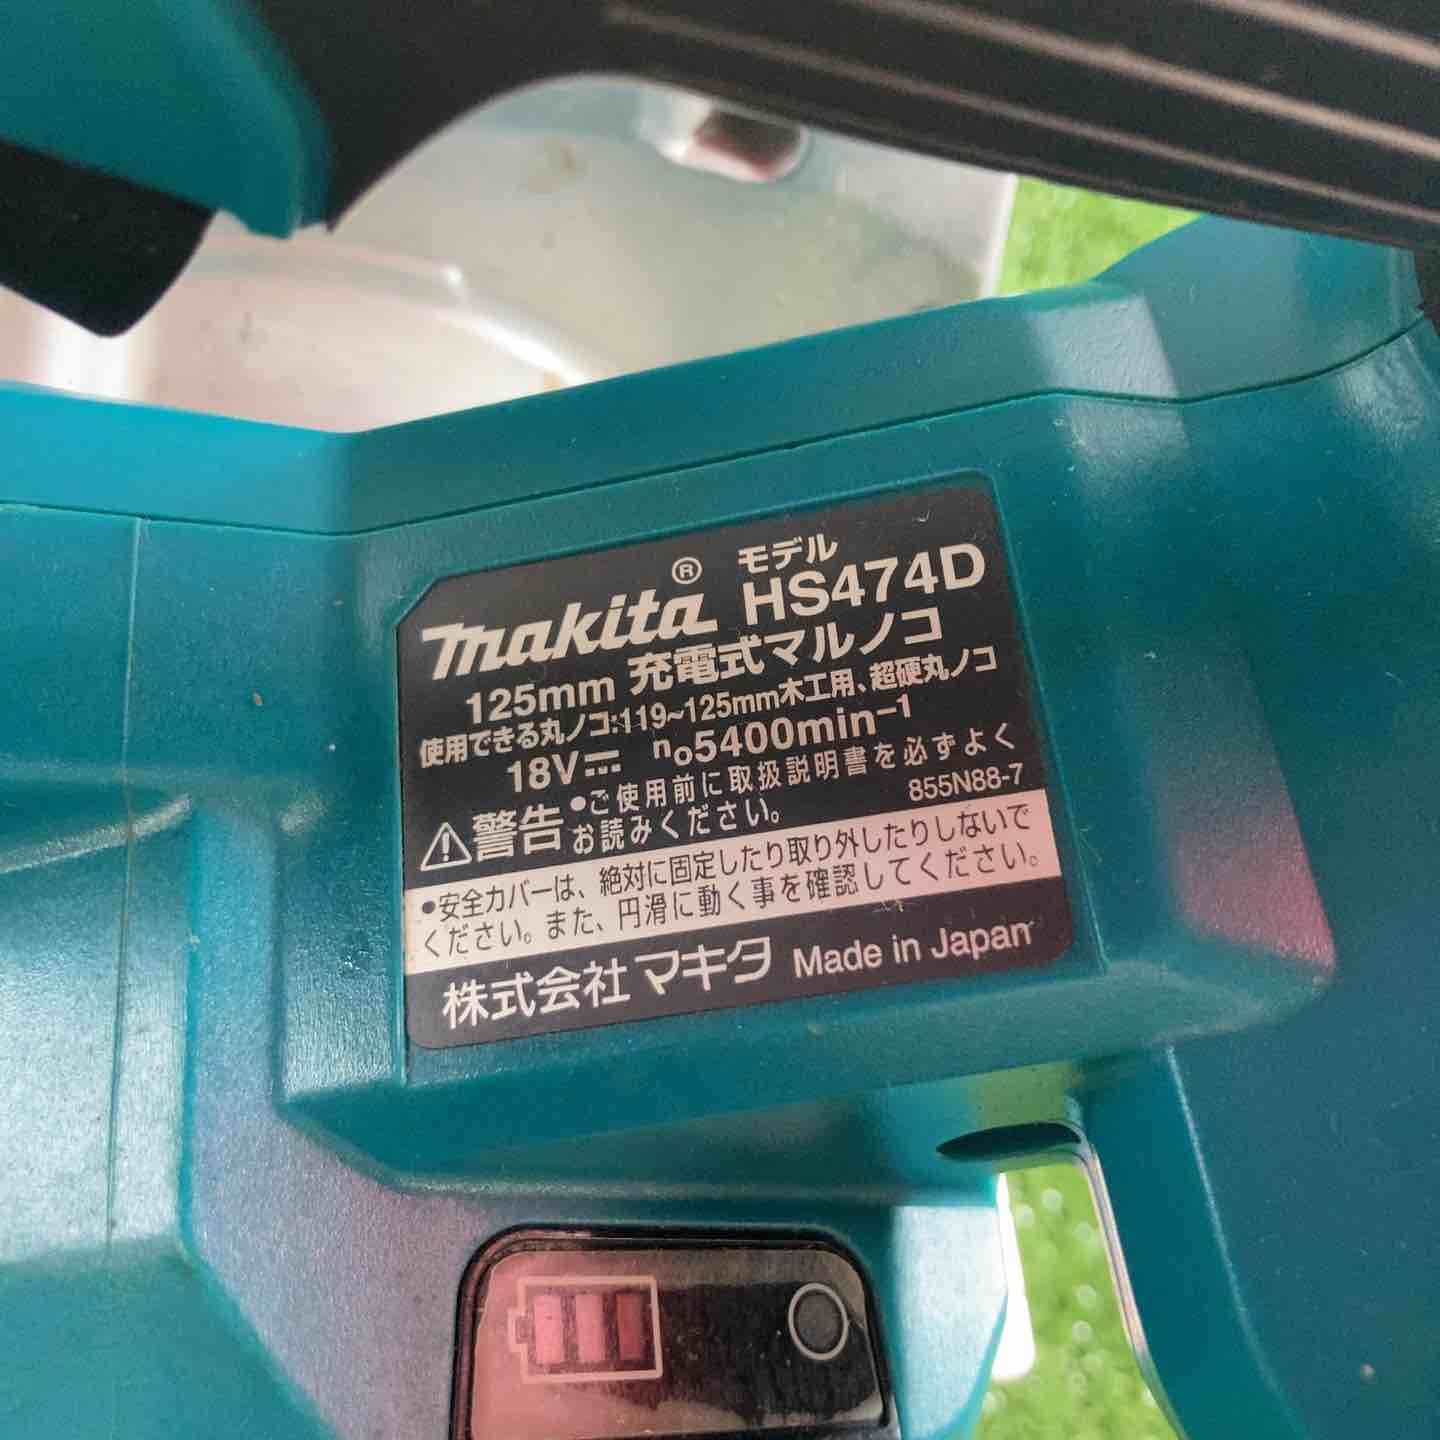 makita® モデル HS474D
125mm 充電式マルノコ
使用できる丸ノコ:119~125mm木工用、超硬丸ノコ
18V⎓ n₀5400min⁻¹
⚠警告 •ご使用前に取扱説明書を必ずよく
お読みください。 855N88-7
•安全カバーは、絶対に固定したり取り外したりしないで
ください。また、円滑に動く事を確認してください。
株式会社マキタ Made in Japan